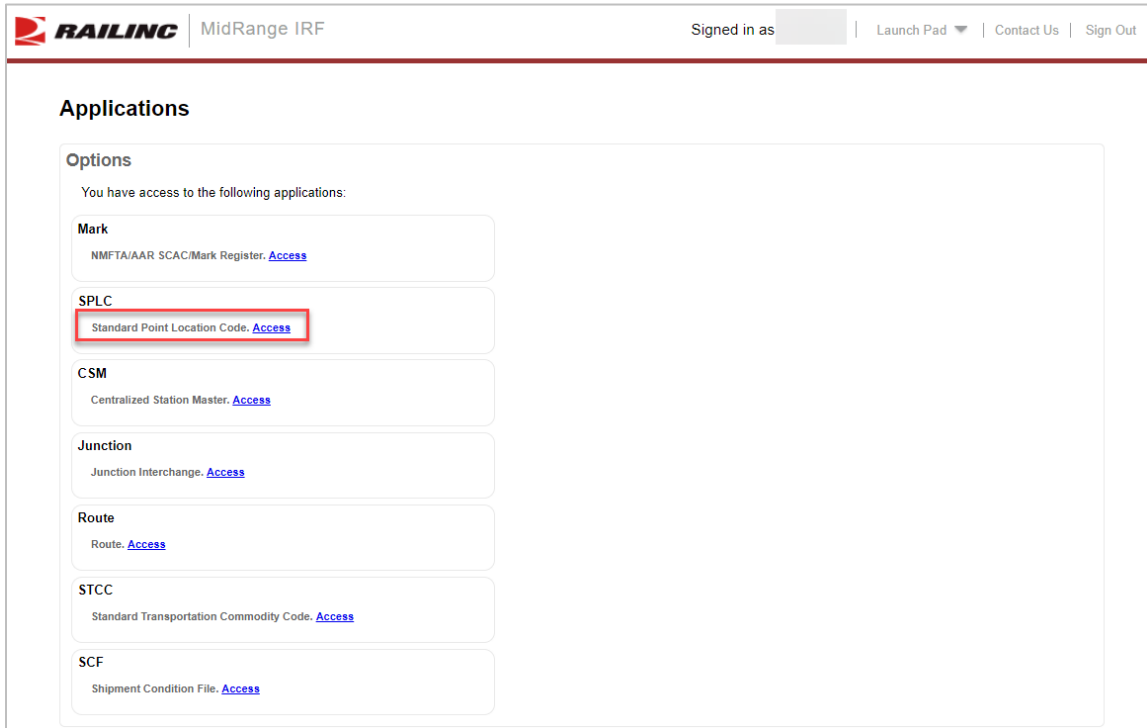 RAILINC MidRange IRF Signed in as Launch Pad Contact Us Sign Out
Applications
Options
You have access to the following applications:
Mark
NMFTA/AAR SCAC/Mark Register. Access
SPLC
Standard Point Location Code. Access
CSM
Centralized Station Master. Access
Junction
Junction Interchange. Access
Route
Route. Access
STCC
Standard Transportation Commodity Code. Access
SCF
Shipment Condition File. Access